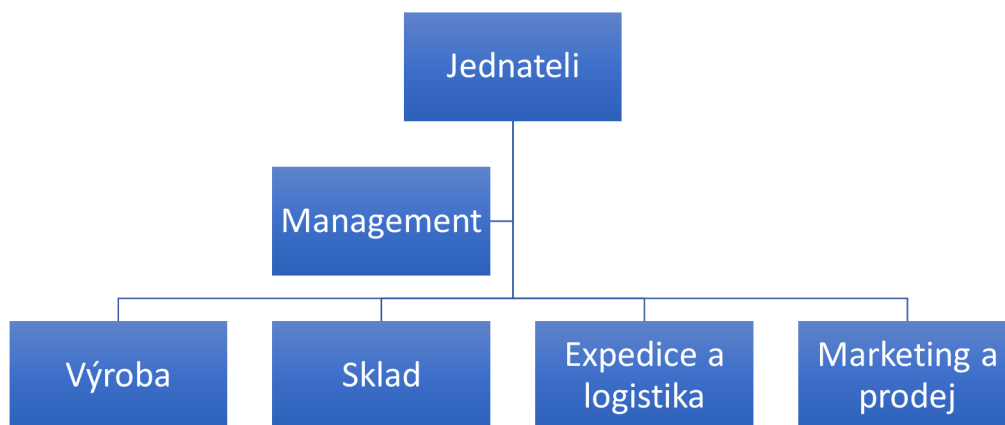 Jednateli
Management
Výroba
Sklad
Expedice a
logistika
Marketing a
prodej